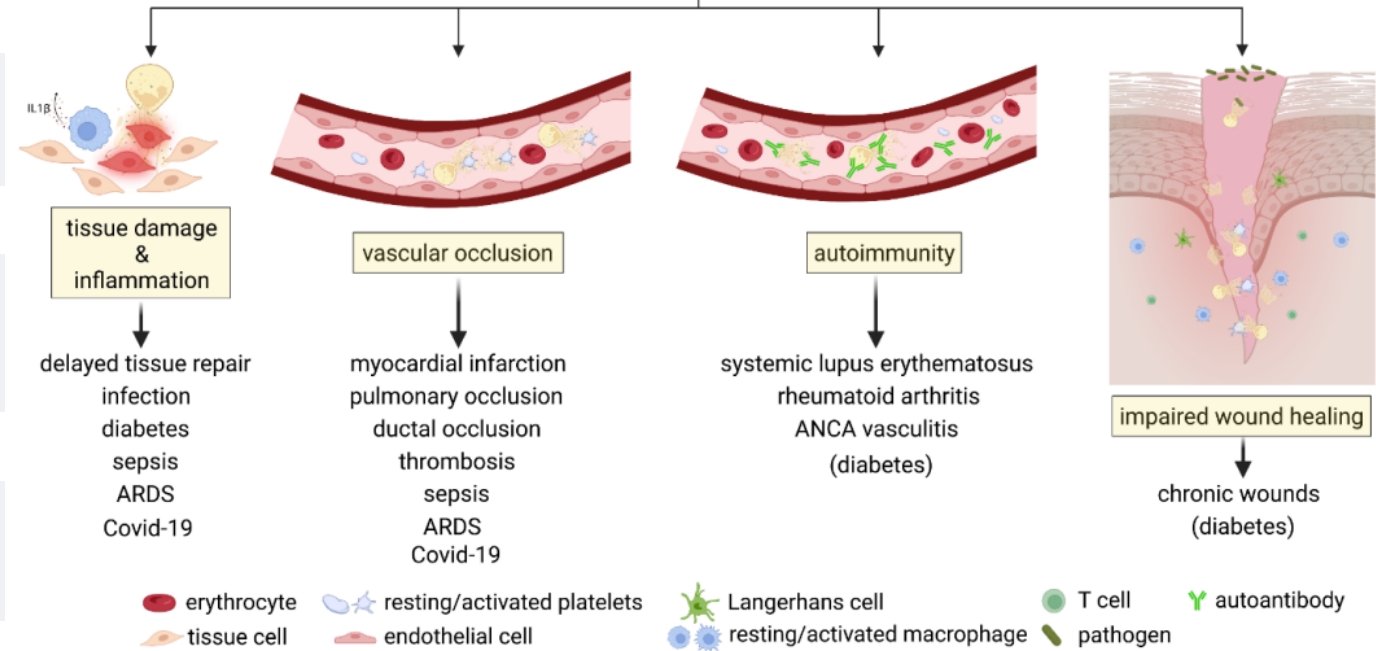 IL1β
tissue damage
&
inflammation
delayed tissue repair
infection
diabetes
sepsis
ARDS
Covid-19
vascular occlusion
myocardial infarction
pulmonary occlusion
ductal occlusion
thrombosis
sepsis
ARDS
Covid-19
autoimmunity
systemic lupus erythematosus
rheumatoid arthritis
ANCA vasculitis
(diabetes)
impaired wound healing
chronic wounds
(diabetes)
erythrocyte
resting/activated platelets
Langerhans cell
T cell
autoantibody
tissue cell
endothelial cell
resting/activated macrophage
pathogen